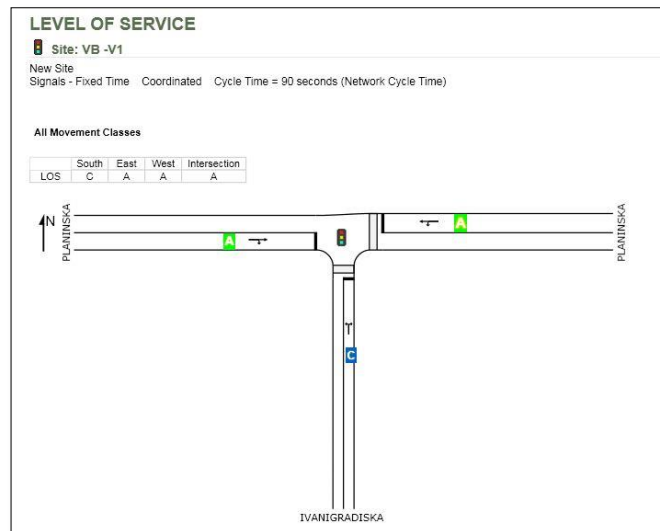 LEVEL OF SERVICE
Site: VB -V1
New Site
Signals - Fixed Time Coordinated Cycle Time = 90 seconds (Network Cycle Time)
All Movement Classes
South East West Intersection
LOS C A A A
N
PLANINSKA
A
A
PLANINSKA
C
IVANIGRADISKA